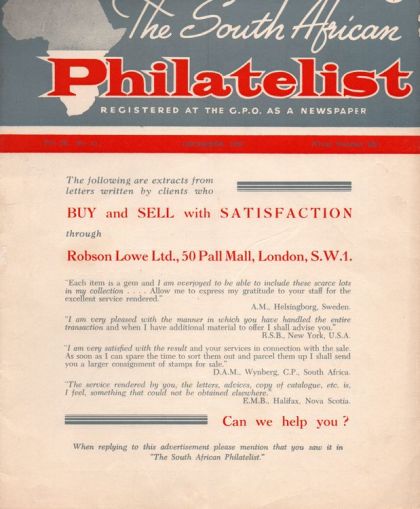 The South African
Philatelist
REGISTERED AT THE G.P.O. AS A NEWSPAPER
The following are extracts from
letters written by clients who
BUY and SELL with SATISFACTION
through
Robson Lowe Ltd., 50 Pall Mall, London, S.W.1.
"Each item is a gem and I am overjoyed to be able to include these scarce lots
in my collection . . . . Allow me to express my gratitude to your staff for the
excellent service rendered."
A.M., Helsingborg, Sweden.
"I am very pleased with the manner in which you have handled the entire
transaction and when I have additional material to offer I shall advise you."
R.S.B., New York, U.S.A.
"I am very satisfied with the result and your services in connection with the sale.
As soon as I can spare the time to sort them out and parcel them up I shall send
you a larger consignment of stamps for sale."
D.A.M., Wynberg, C.P., South Africa.
"The service rendered by you, the letters, advices, copy of catalogue, etc. is,
I feel, something that could not be obtained elsewhere."
E.M.B., Halifax, Nova Scotia.
Can we help you ?
When replying to this advertisement please mention that you saw it in
"The South African Philatelist."